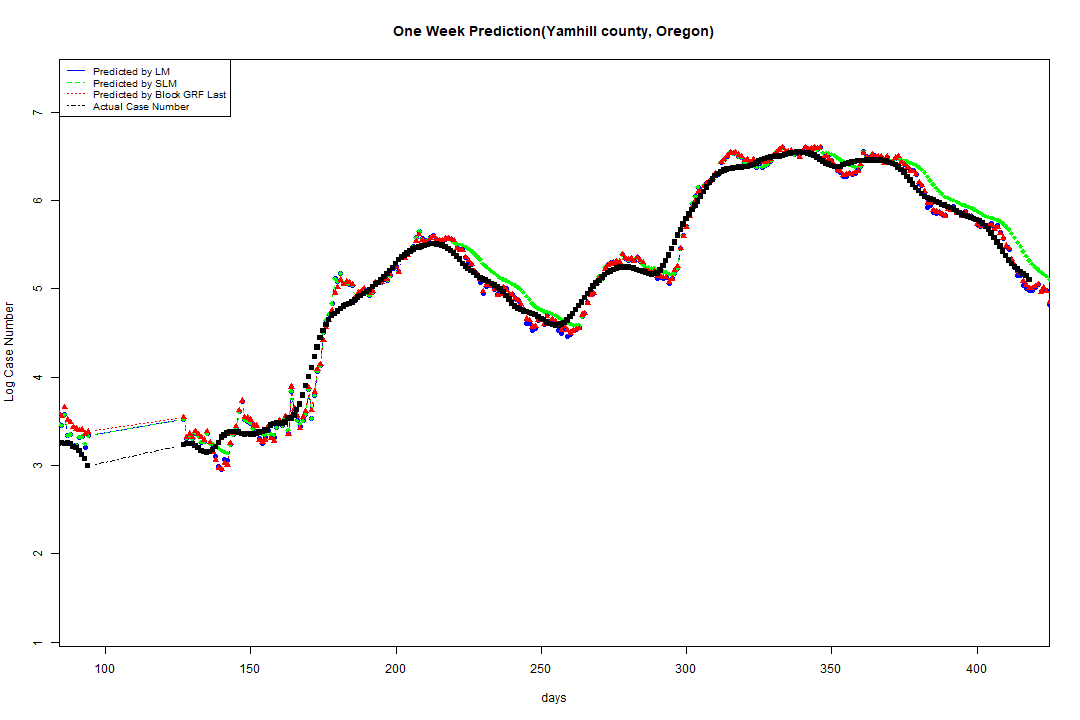 One Week Prediction(Yamhill county, Oregon)
Predicted by LM
Predicted by SLM
Predicted by Block GRF Last
Actual Case Number
7
6
5
4
3
2
1
Log Case Number
100 150 200 250 300 350 400
days